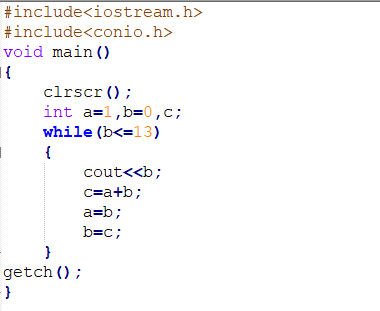 #include<iostream.h>
#include<conio.h>
void main()
{
clrscr();
int a=1,b=0,c;
while(b<=13)
{
cout<<b;
c=a+b;
a=b;
b=c;
}
getch();
}